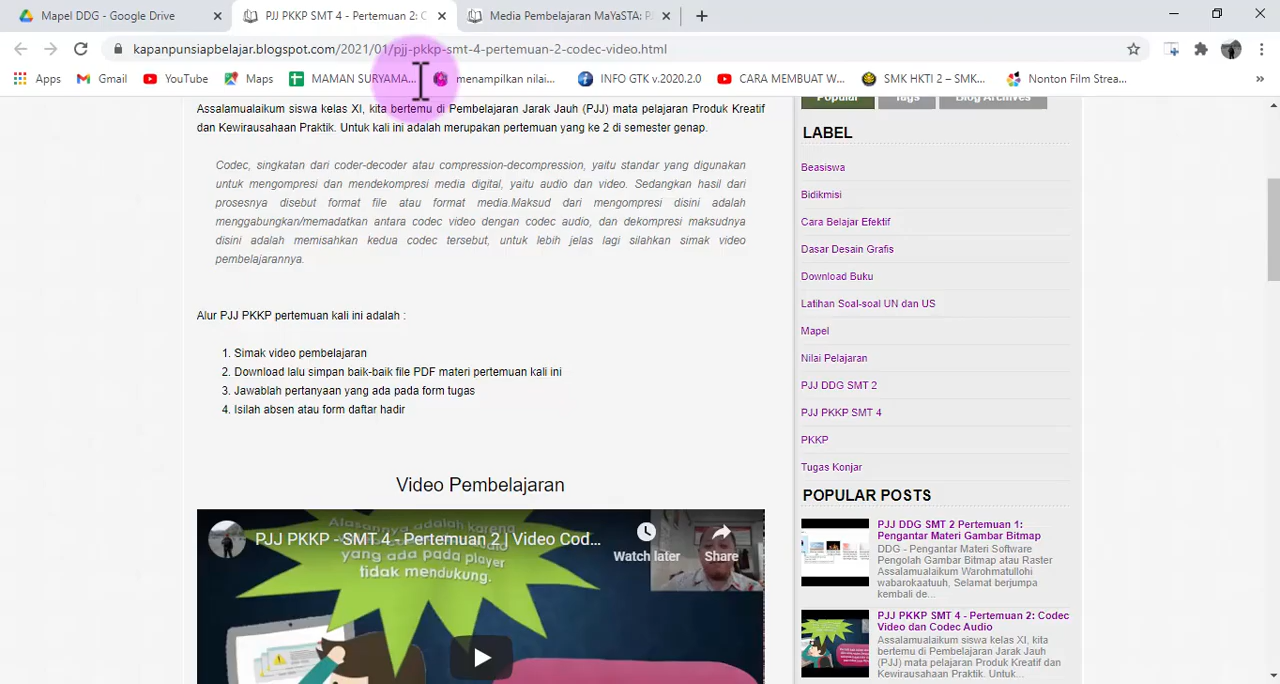 Mapel DDG - Google Drive
PJJ PKKP SMT 4 - Pertemuan 2: C
Media Pembelajaran MaYaSTA: PJ
kapanpunsiapbelajar.blogspot.com/2021/01/pjj-pkkp-smt-4-pertemuan-2-codec-video.html
Apps
Gmail
YouTube
Maps
MAMAN SURYAMA...
menampilkan nilai...
INFO GTK v.2020.2.0
CARA MEMBUAT W...
SMK HKTI 2 – SMK...
Nonton Film Strea...
Assalamualaikum siswa kelas XI, kita bertemu di Pembelajaran Jarak Jauh (PJJ) mata pelajaran Produk Kreatif
dan Kewirausahaan Praktik. Untuk kali ini adalah merupakan pertemuan yang ke 2 di semester genap.
Codec, singkatan dari coder-decoder atau compression-decompression, yaitu standar yang digunakan
untuk mengompresi dan mendekompresi media digital, yaitu audio dan video. Sedangkan hasil dari
prosesnya disebut format file atau format media.Maksud dari mengompresi disini adalah
menggabungkan/memadatkan antara codec video dengan codec audio, dan dekompresi maksudnya
disini adalah memisahkan kedua codec tersebut, untuk lebih jelas lagi silahkan simak video
pembelajarannya.
Alur PJJ PKKP pertemuan kali ini adalah :
1. Simak video pembelajaran
2. Download lalu simpan baik-baik file PDF materi pertemuan kali ini
3. Jawablah pertanyaan yang ada pada form tugas
4. Isilah absen atau form daftar hadir
Video Pembelajaran
Alasannya adalah karena
PJJ PKKP - SMT 4 - Pertemuan 2 | Video Cod...
yang ada pada player
tidak mendukung.
Watch later
Share
Popular
Tags
Blog Archives
LABEL
Beasiswa
Bidikmisi
Cara Belajar Efektif
Dasar Desain Grafis
Download Buku
Latihan Soal-soal UN dan US
Mapel
Nilai Pelajaran
PJJ DDG SMT 2
PJJ PKKP SMT 4
PKKP
Tugas Konjar
POPULAR POSTS
PJJ DDG SMT 2 Pertemuan 1:
Pengantar Materi Gambar Bitmap
DDG - Pengantar Materi Software
Pengolah Gambar Bitmap atau Raster
Assalamualaikum Warohmatullohi
wabarokaatuuh, Selamat berjumpa
kembali de...
PJJ PKKP SMT 4 - Pertemuan 2: Codec
Video dan Codec Audio
Assalamualaikum siswa kelas XI, kita
bertemu di Pembelajaran Jarak Jauh
(PJJ) mata pelajaran Produk Kreatif
dan Kewirausahaan Praktik. Untuk k...